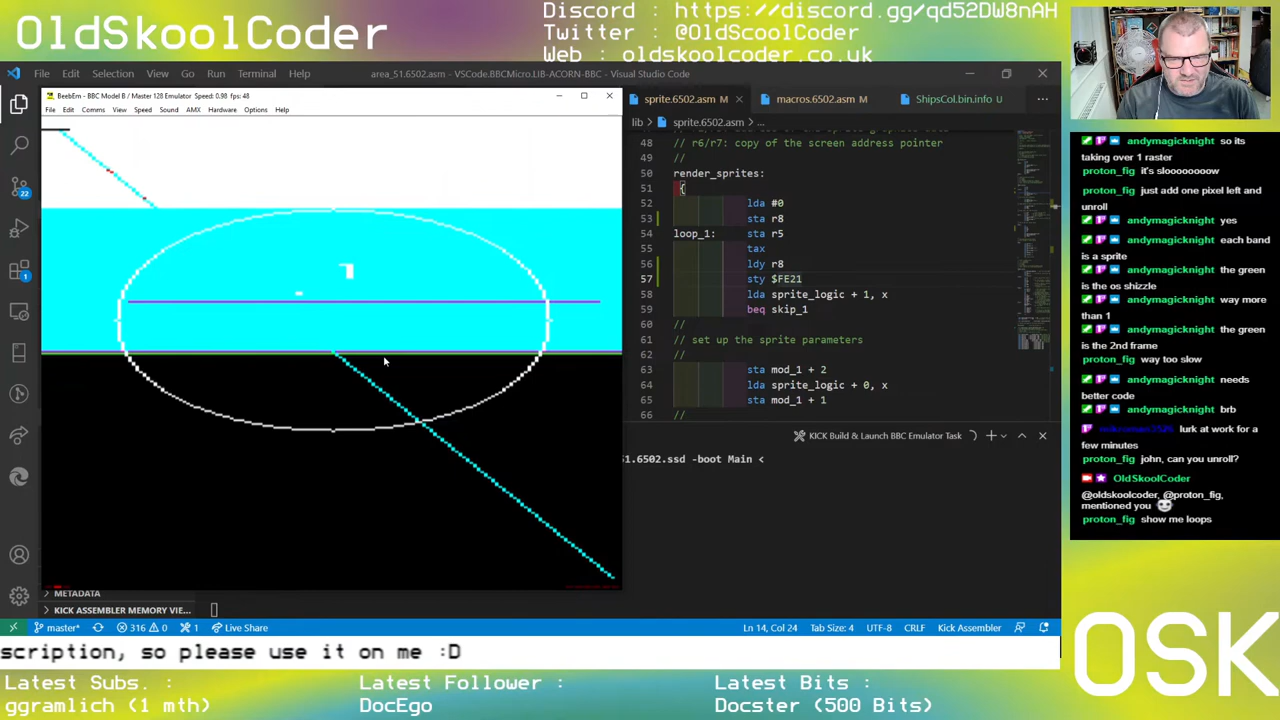 OldSkoolCoder
Discord : https://discord.gg/qd52DW8nAH
Twitter : @OldScoolCoder
Web : oldskoolcoder.co.uk
File Edit Selection View Go Run Terminal Help
area_51.6502.asm - VSCode.BBCMicro.LIB-ACORN-BBC - Visual Studio Code
BeebEm - BBC Model B / Master 128 Emulator Speed: 0.98 fps: 48
File Edit Comms View Speed Sound AMX Hardware Options Help
sprite.6502.asm M
macros.6502.asm M
ShipsCol.bin.info U
lib > sprite.6502.asm > ...
48 // r6/r7: copy of the screen address pointer
49 //
50 render_sprites:
51 {
52 lda #0
53 sta r8
54 loop_1: sta r5
55 tax
56 ldy r8
57 sty $FE21
58 lda sprite_logic + 1, x
59 beq skip_1
60 //
61 // set up the sprite parameters
62 //
63 sta mod_1 + 2
64 lda sprite_logic + 0, x
65 sta mod_1 + 1
66 //
KICK Build & Launch BBC Emulator Task
51.6502.ssd -boot Main <
22
1
METADATA
KICK ASSEMBLER MEMORY VIE...
master* 316 0 1 Live Share
Ln 14, Col 24 Tab Size: 4 UTF-8 CRLF Kick Assembler
andymagicknight so its
taking over 1 raster
proton_fig it's slooooooow
proton_fig just add one pixel left and
unroll
andymagicknight yes
andymagicknight each band
is a sprite
andymagicknight the green
is the os shizzle
andymagicknight way more
than 1
andymagicknight the green
is the 2nd frame
proton_fig way too slow
andymagicknight needs
better code
andymagicknight brb
lurk at work for a
few minutes
proton_fig john, can you unroll?
OldSkoolCoder
@oldskoolcoder, @proton_fig,
mentioned you
proton_fig show me loops
OSK
scription, so please use it on me :D
Latest Subs. :
ggramlich (1 mth)
Latest Follower :
DocEgo
Latest Bits :
Docster (500 Bits)